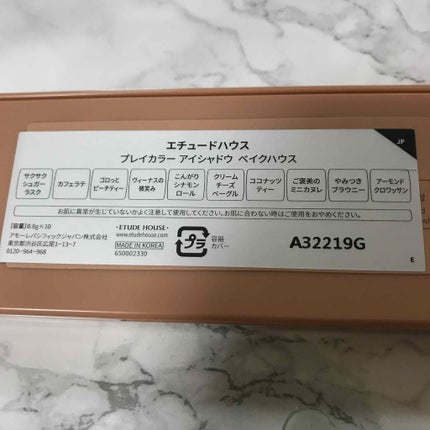 エチュードハウス
プレイカラー アイシャドウ ベイクハウス
JP
サクサク
シュガー
ラスク
カフェラテ
ゴロっと
ピーチティー
ヴィーナスの
微笑み
こんがり
シナモン
ロール
クリーム
チーズ
ベーグル
ココナッツ
ティー
ご褒美の
ミニカヌレ
やみつき
ブラウニー
アーモンド
クロワッサン
お肌に異常が生じていないかよく注意して使用してください。お肌に合わない時はご使用をおやめください。
【容量】0.8g×10
アモーレパシフィックジャパン株式会社
東京都渋谷区広尾1-13-7
0120-964-968
· ETUDE HOUSE ·
www.etudehouse.com
MADE IN KOREA
650802330
プラ
容器
カバー
A32219G
E